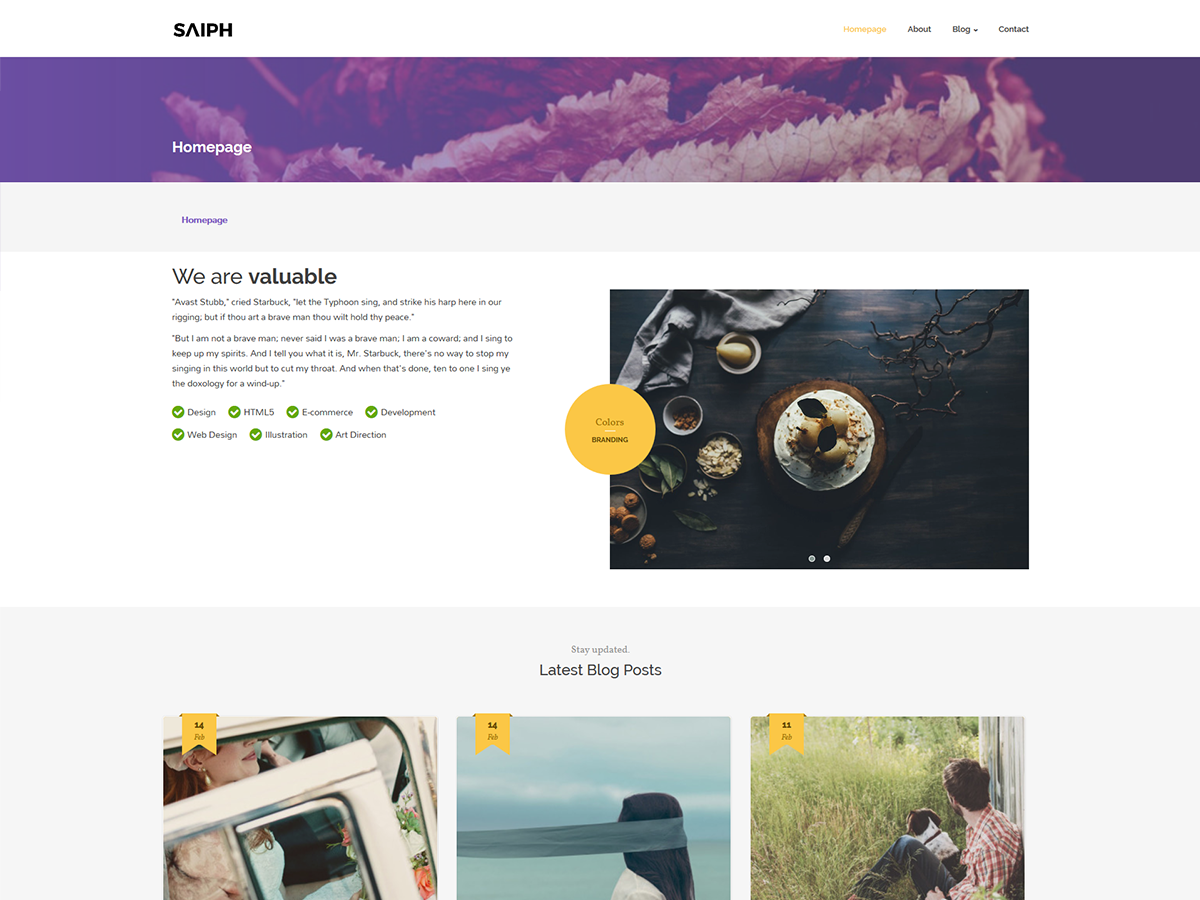 SAIPH
Homepage About Blog Contact
Homepage
Homepage
We are valuable
"Avast Stubb," cried Starbuck, "let the Typhoon sing, and strike his harp here in our
rigging; but if thou art a brave man thou wilt hold thy peace."
"But I am not a brave man; never said I was a brave man; I am a coward; and I sing to
keep up my spirits. And I tell you what it is, Mr. Starbuck, there's no way to stop my
singing in this world but to cut my throat. And when that's done, ten to one I sing ye
the doxology for a wind-up."
Design HTML5 E-commerce Development
Web Design Illustration Art Direction
Colors
BRANDING
Stay updated.
Latest Blog Posts
14 14 11
Feb Feb Feb